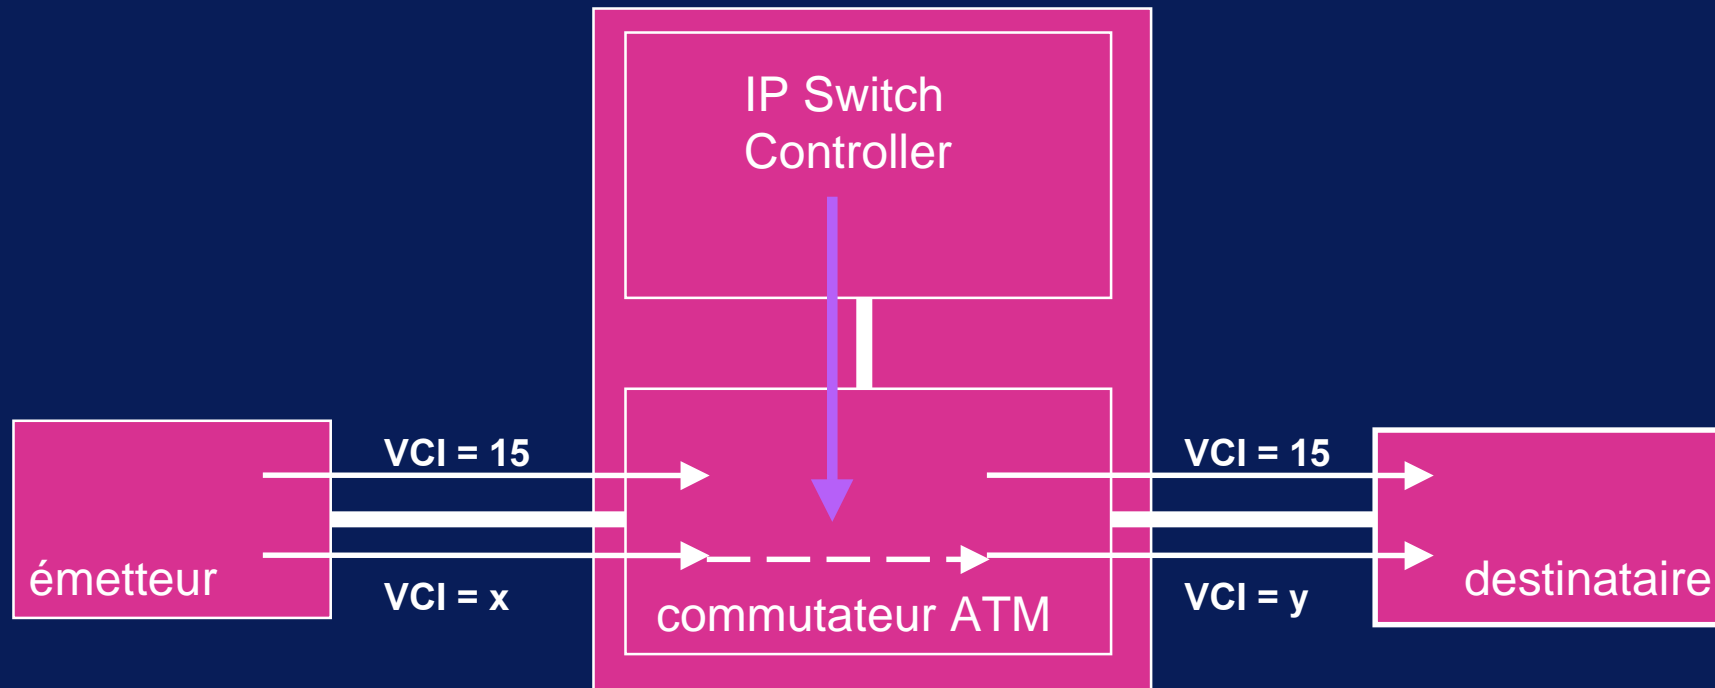 IP Switch
Controller
VCI = 15
VCI = 15
émetteur
VCI = x
commutateur ATM
VCI = y
destinataire